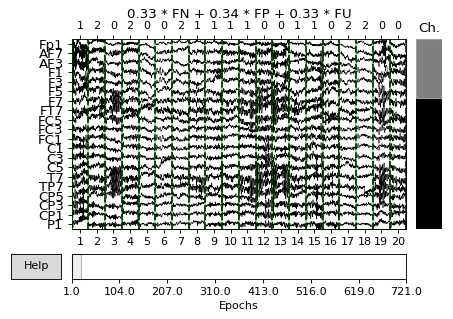 0.33 * FN + 0.34 * FP + 0.33 * FU
1 2 0 2 0 0 2 1 1 1 1 0 0 1 1 0 2 2 0 0
Ch.
Fp1
AF7
AF3
F1
F3
F5
F7
FT7
FC5
FC3
FC1
C1
C3
C5
T7
TP7
CP5
CP3
CP1
P1
1 2 3 4 5 6 7 8 9 10 11 12 13 14 15 16 17 18 19 20
Help
1.0 104.0 207.0 310.0 413.0 516.0 619.0 721.0
Epochs